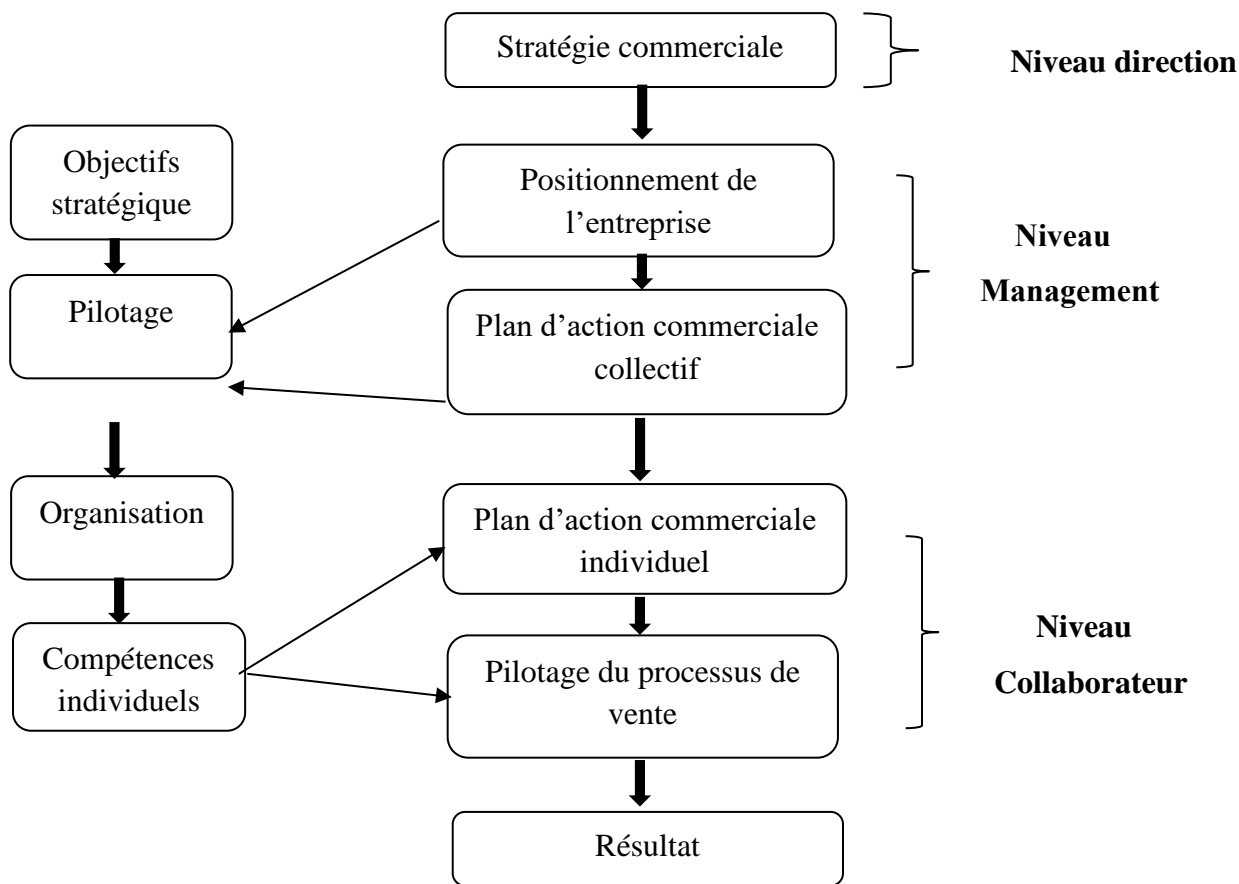 Stratégie commerciale
Niveau direction
Objectifs
stratégique
Positionnement de
l’entreprise
Niveau
Management
Pilotage
Plan d’action commerciale
collectif
Organisation
Plan d’action commerciale
individuel
Niveau
Collaborateur
Compétences
individuels
Pilotage du processus de
vente
Résultat